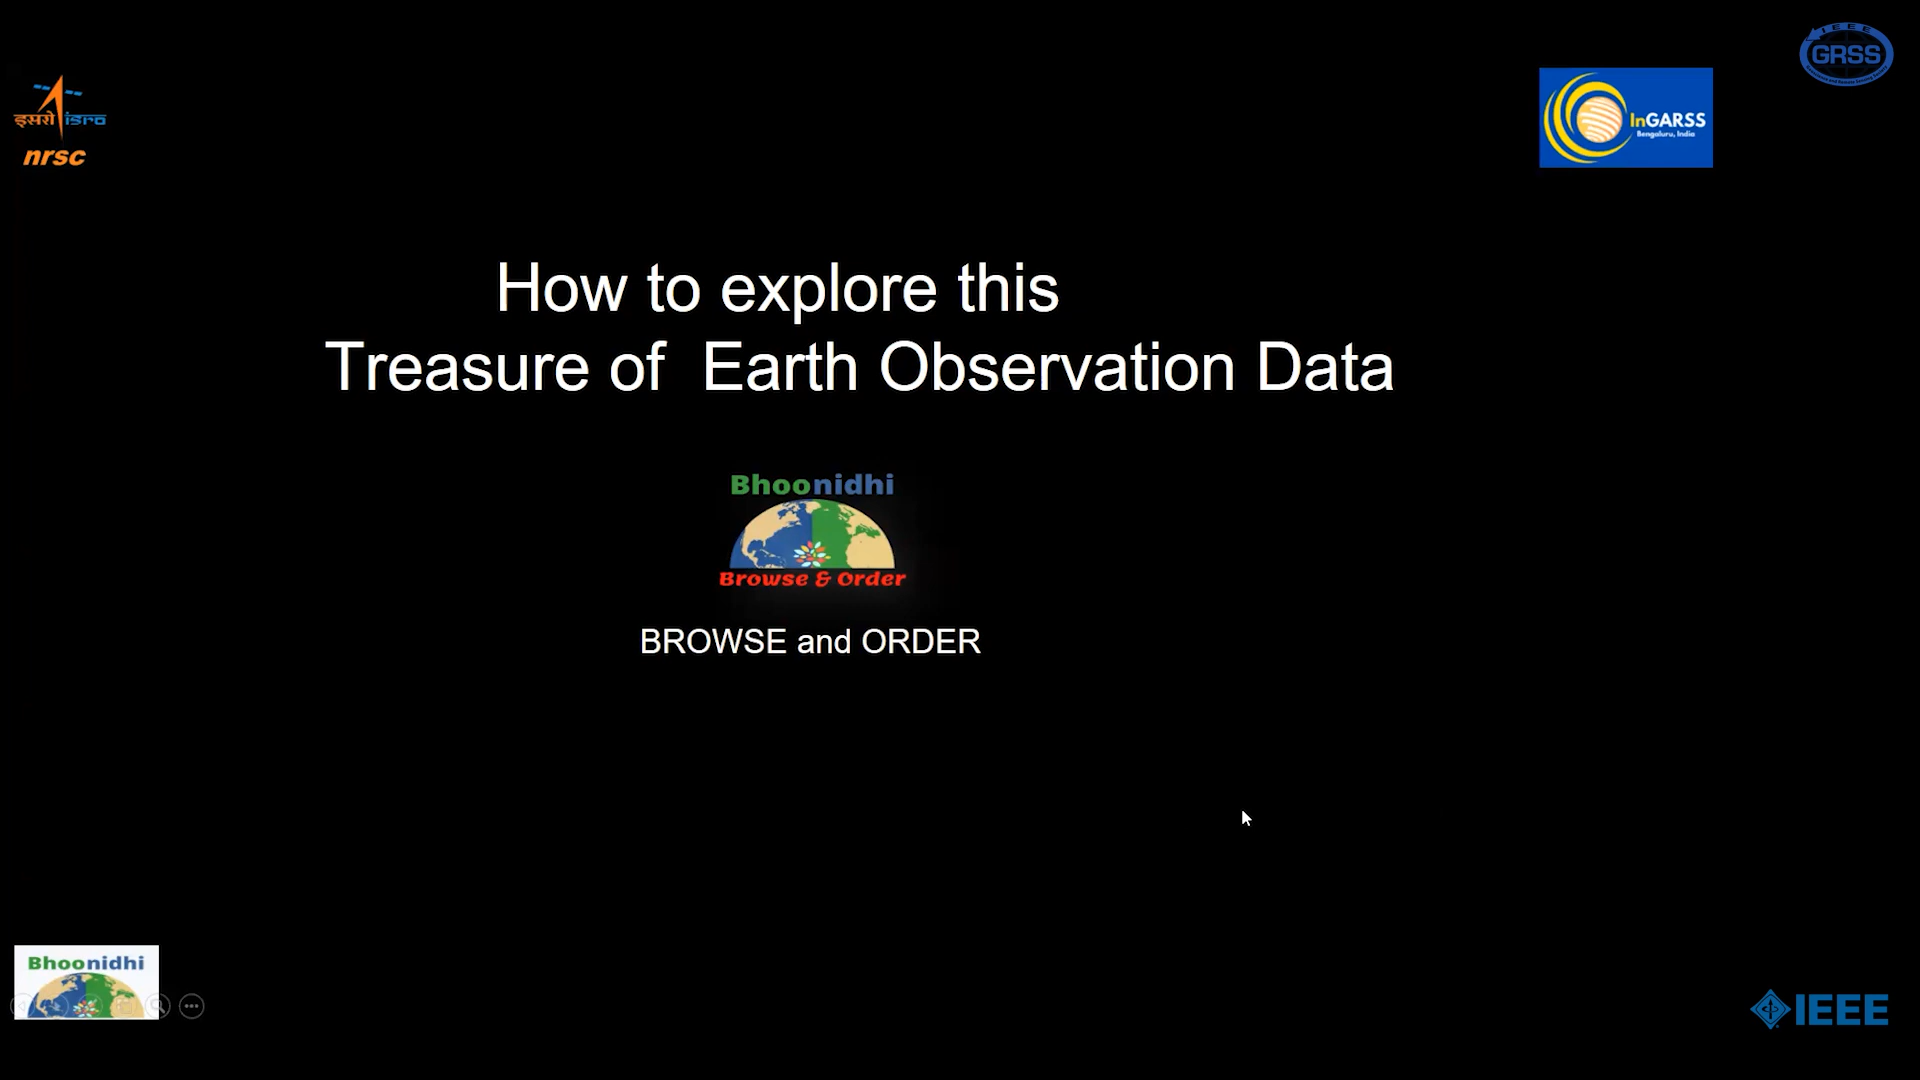 IEEE
GRSS
इसरो isro
nrsc
InGARSS
Bengaluru, India
How to explore this
Treasure of Earth Observation Data
Bhoonidhi
Browse & Order
BROWSE and ORDER
Bhoonidhi
IEEE